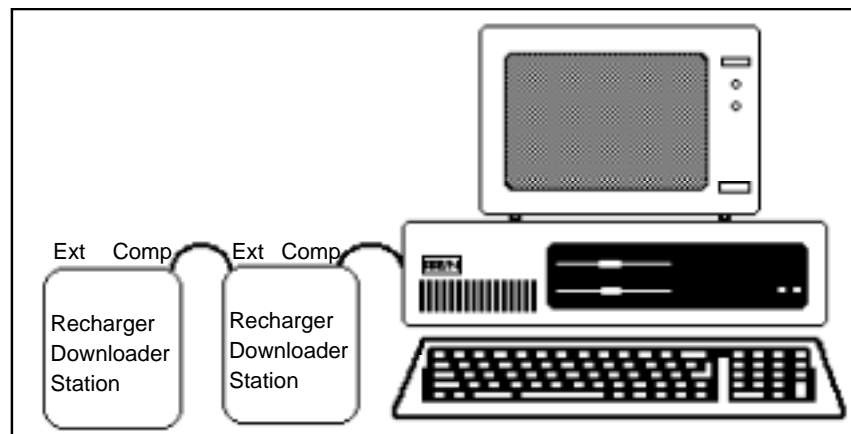 Ext Comp Ext Comp
Recharger
Downloader
Station
Recharger
Downloader
Station